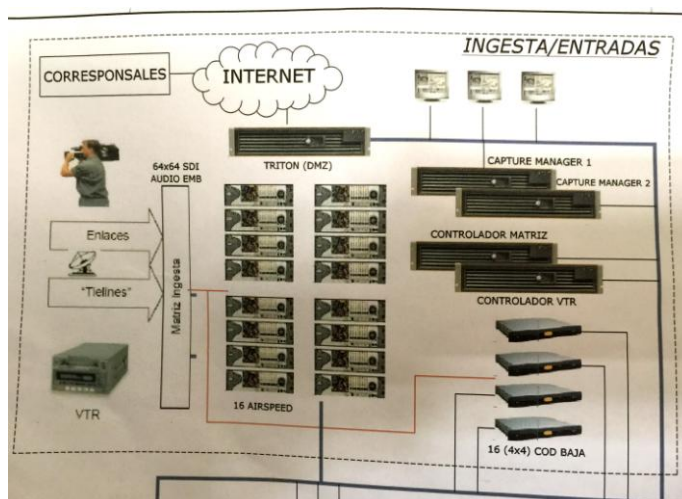 INGESTA/ENTRADAS
CORRESPONSALES
INTERNET
TRITON (DMZ)
64x64 SDI
AUDIO EMB
CAPTURE MANAGER 1
CAPTURE MANAGER 2
Enlaces
CONTROLADOR MATRIZ
"Tielines"
Matriz Ingesta
CONTROLADOR VTR
VTR
16 AIRSPEED
16 (4x4) COD BAJA